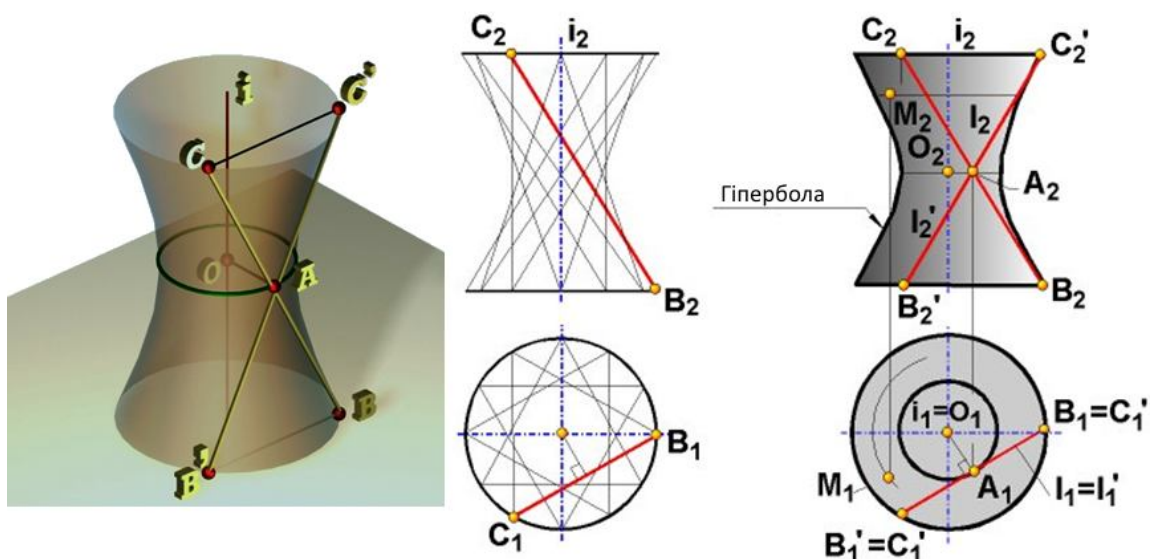 i
C'
C
O
A
B
B'
C₂ i₂
B₂
B₁
C₁
C₂ i₂ C₂'
M₂ l₂
O₂
A₂
Гіпербола
l₂'
B₂' B₂
i₁=O₁
B₁=C₁'
M₁ A₁ l₁=l₁'
B₁'=C₁'